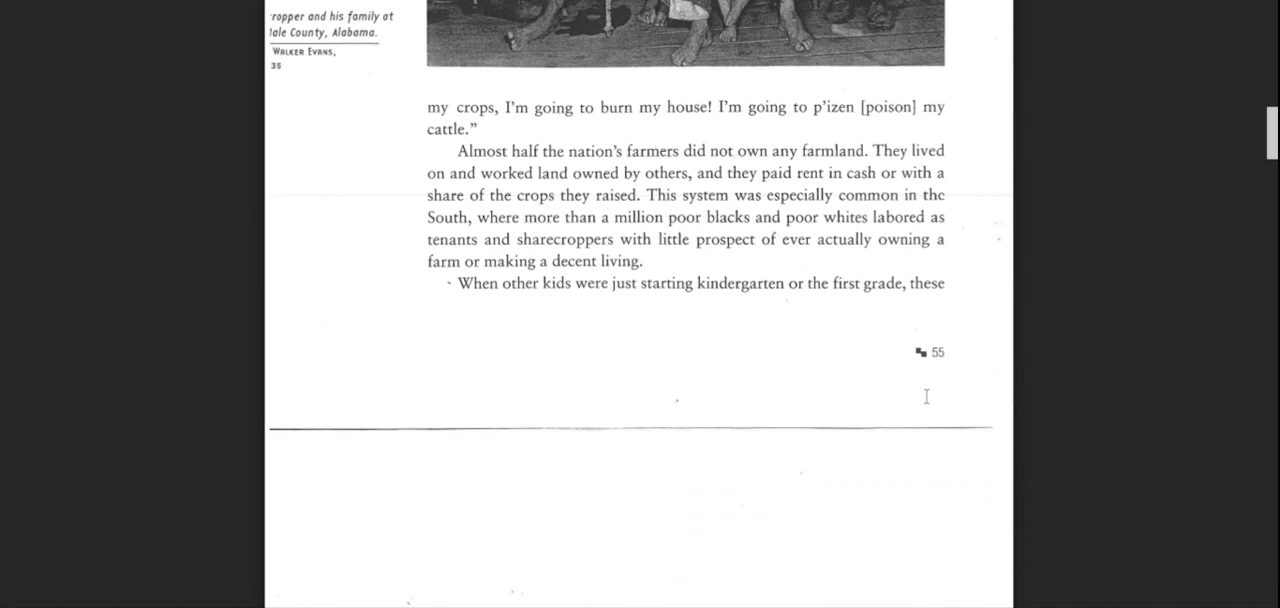 ropper and his family at
ale County, Alabama.
WALKER EVANS,
35
my crops, I'm going to burn my house! I'm going to p'izen [poison] my
cattle.”
Almost half the nation's farmers did not own any farmland. They lived
on and worked land owned by others, and they paid rent in cash or with a
share of the crops they raised. This system was especially common in the
South, where more than a million poor blacks and poor whites labored as
tenants and sharecroppers with little prospect of ever actually owning a
farm or making a decent living.
When other kids were just starting kindergarten or the first grade, these
55